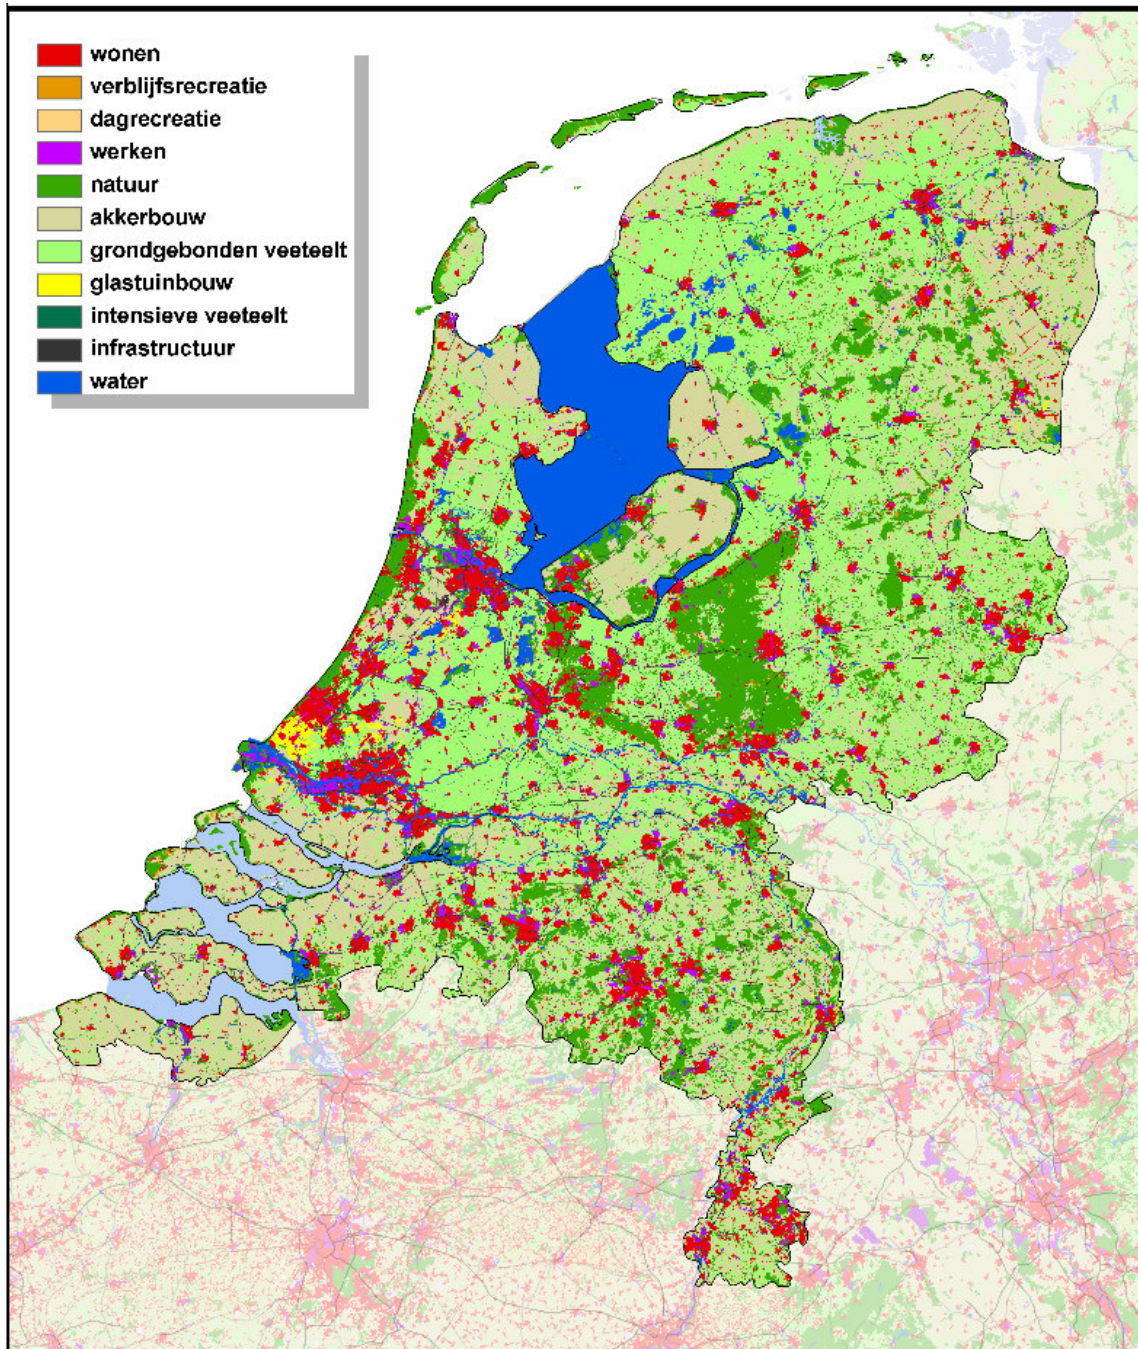 wonen
verblijfsrecreatie
dagrecreatie
werken
natuur
akkerbouw
grondgebonden veeteelt
glastuinbouw
intensieve veeteelt
infrastructuur
water